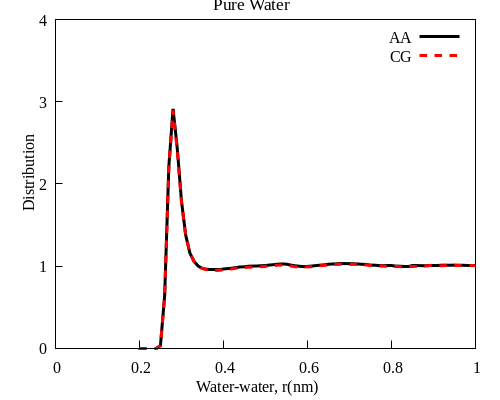 Pure Water
AA
CG
4
3
2
1
0
Distribution
0
0.2
0.4
0.6
0.8
1
Water-water, r(nm)